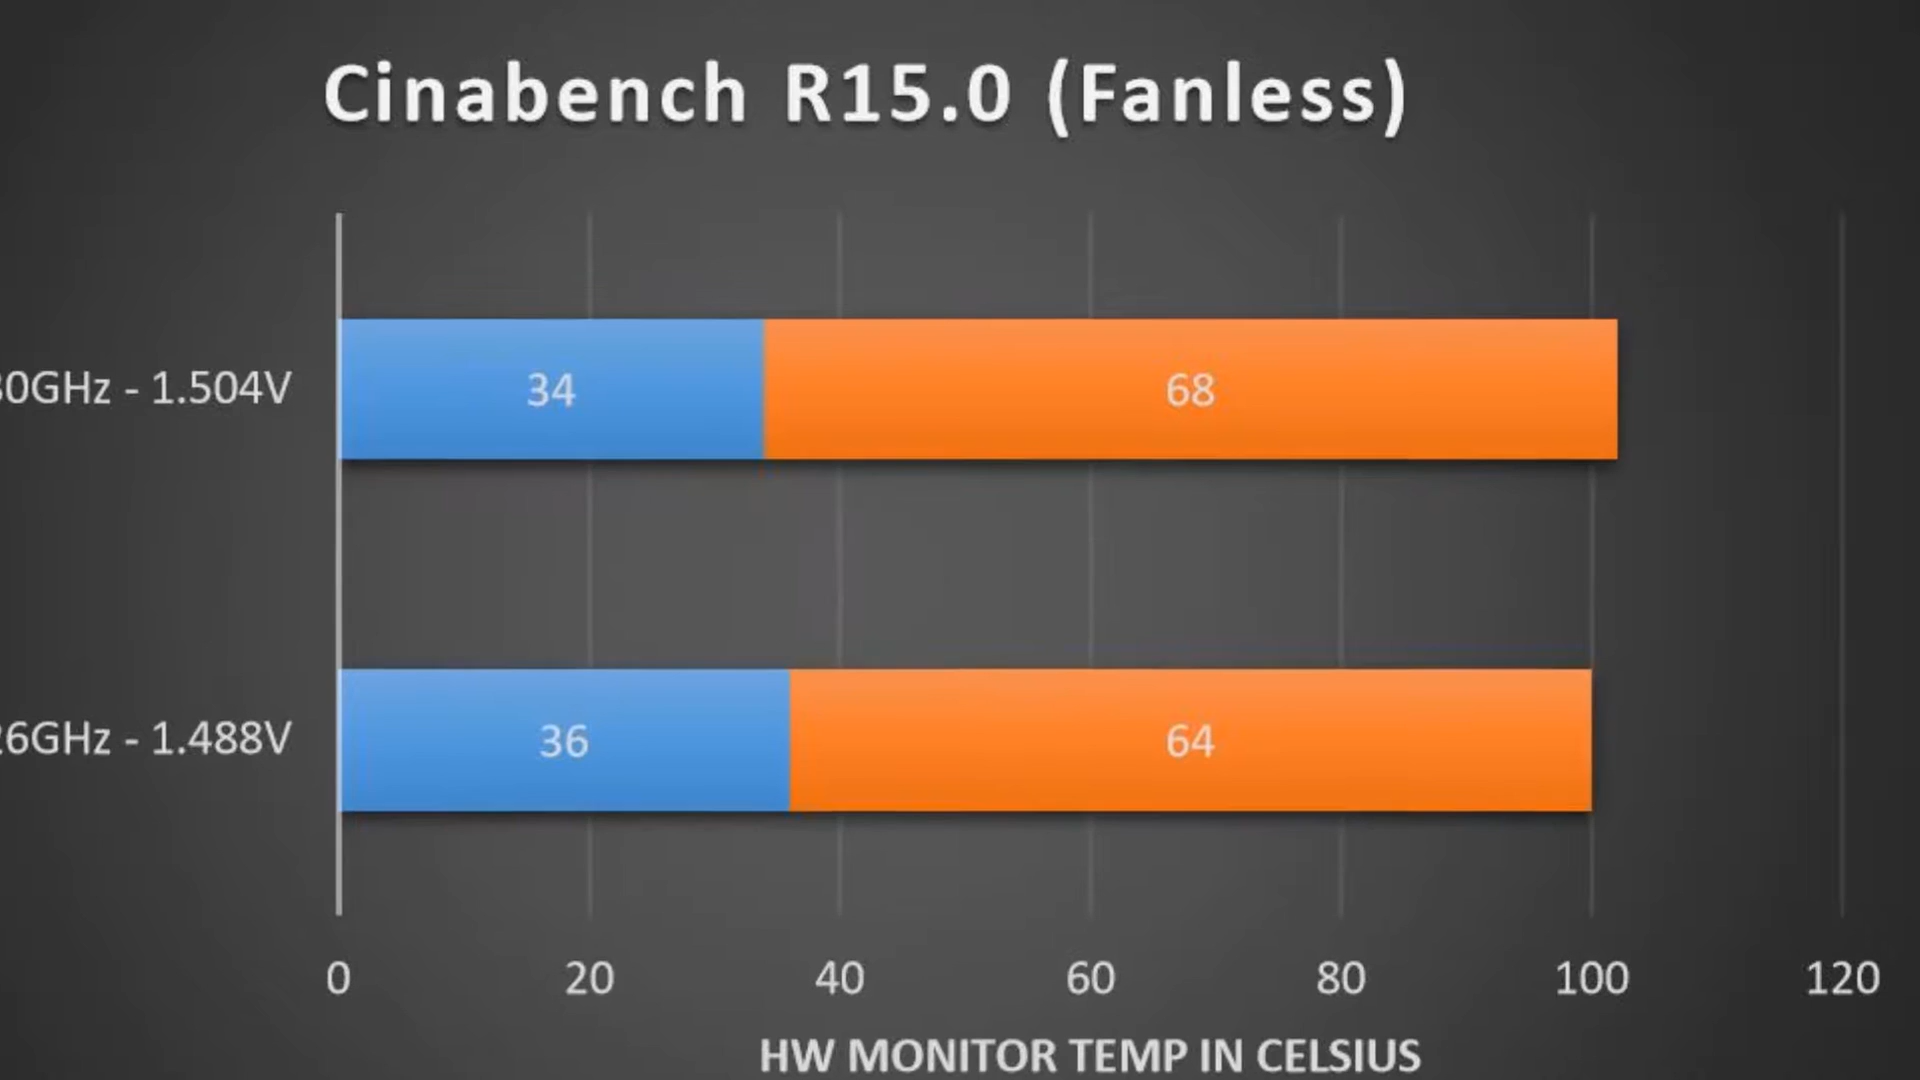 Cinabench R15.0 (Fanless)
0GHz - 1.504V
34
68
6GHz - 1.488V
36
64
0
20
40
60
80
100
120
HW MONITOR TEMP IN CELSIUS